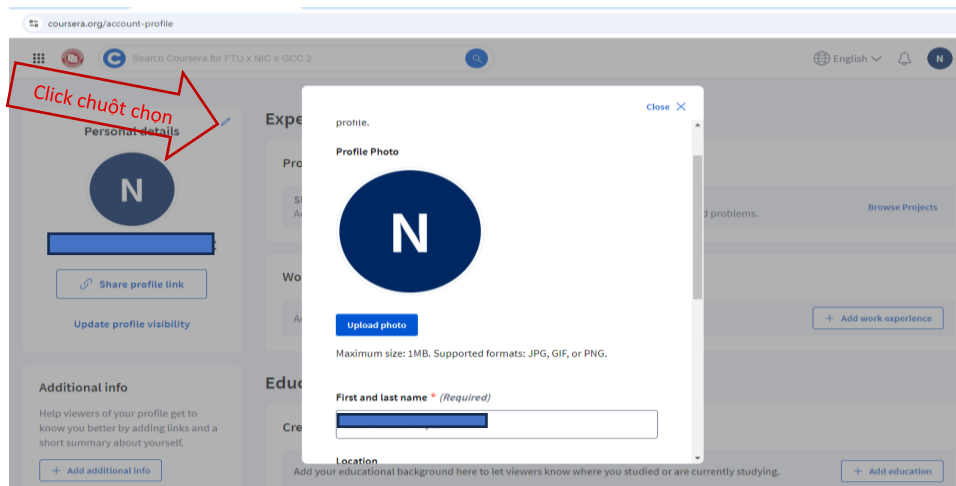 coursera.org/account-profile
C Search Coursera for FTU x NIC x GCC 2
English
N
Click chuột chọn
Personal details
N
Share profile link
Update profile visibility
Additional info
Help viewers of your profile get to
know you better by adding links and a
short summary about yourself.
+ Add additional info
Expe
Pro
d problems.
Browse Projects
Wo
+ Add work experience
Educ
Cre
Add your educational background here to let viewers know where you studied or are currently studying.
+ Add education
Close
profile.
Profile Photo
N
Upload photo
Maximum size: 1MB. Supported formats: JPG, GIF, or PNG.
First and last name * (Required)
Location